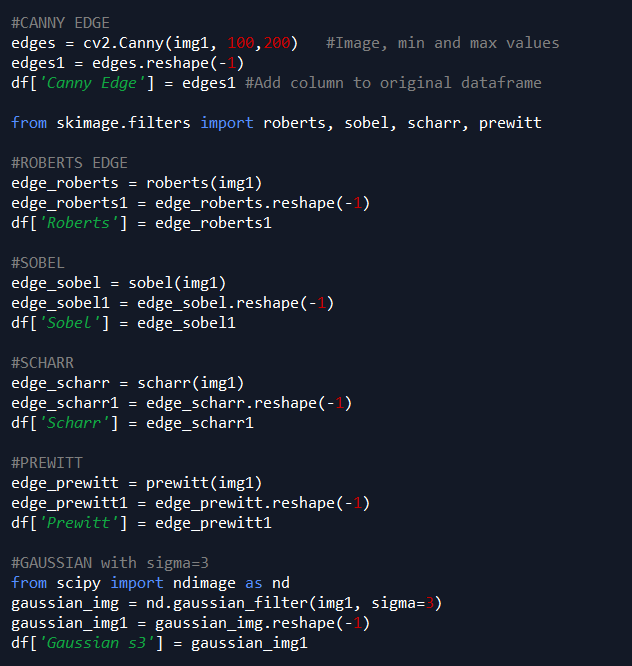 #CANNY EDGE
edges = cv2.Canny(img1, 100,200)   #Image, min and max values
edges1 = edges.reshape(-1)
df['Canny Edge'] = edges1 #Add column to original dataframe

from skimage.filters import roberts, sobel, scharr, prewitt

#ROBERTS EDGE
edge_roberts = roberts(img1)
edge_roberts1 = edge_roberts.reshape(-1)
df['Roberts'] = edge_roberts1

#SOBEL
edge_sobel = sobel(img1)
edge_sobel1 = edge_sobel.reshape(-1)
df['Sobel'] = edge_sobel1

#SCHARR
edge_scharr = scharr(img1)
edge_scharr1 = edge_scharr.reshape(-1)
df['Scharr'] = edge_scharr1

#PREWITT
edge_prewitt = prewitt(img1)
edge_prewitt1 = edge_prewitt.reshape(-1)
df['Prewitt'] = edge_prewitt1

#GAUSSIAN with sigma=3
from scipy import ndimage as nd
gaussian_img = nd.gaussian_filter(img1, sigma=3)
gaussian_img1 = gaussian_img.reshape(-1)
df['Gaussian s3'] = gaussian_img1